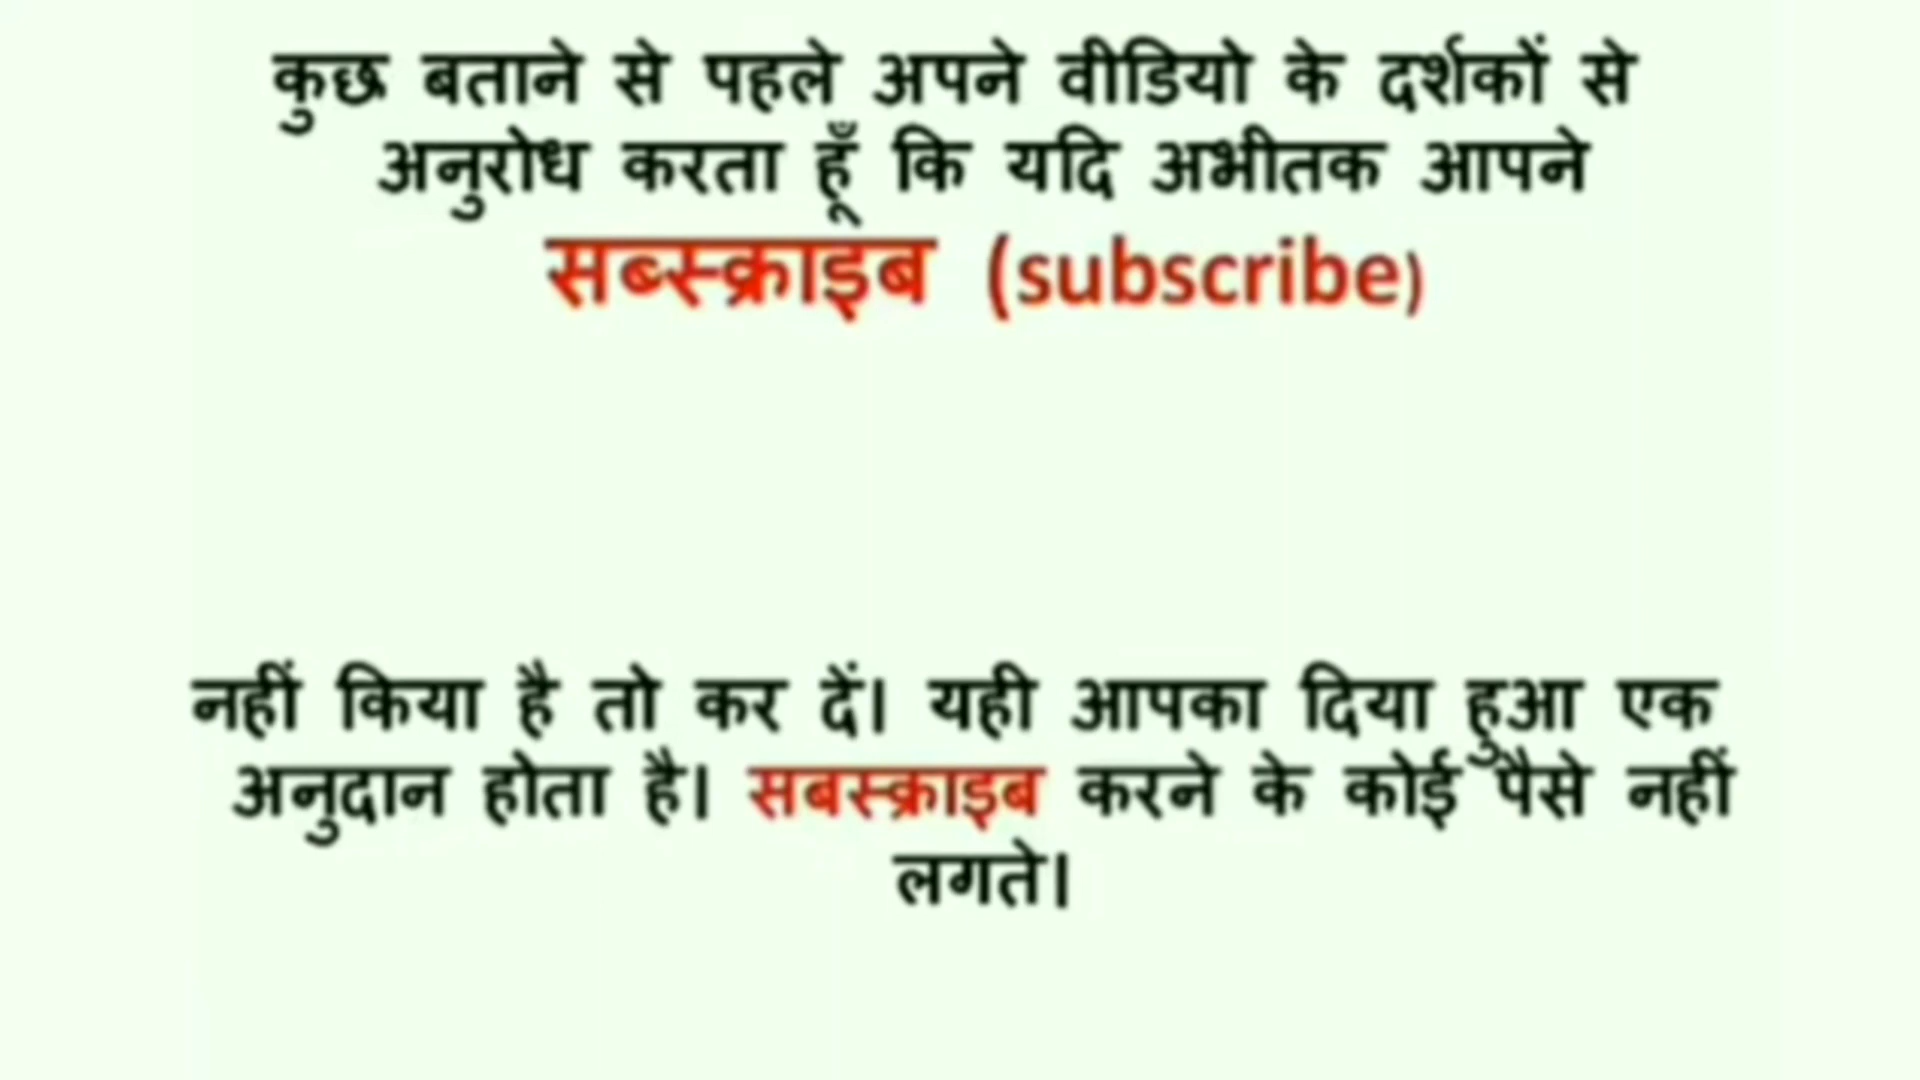 कुछ बताने से पहले अपने वीडियो के दर्शकों से
अनुरोध करता हूँ कि यदि अभीतक आपने
सब्स्क्राइब (subscribe)
नहीं किया है तो कर दें। यही आपका दिया हुआ एक
अनुदान होता है। सबस्क्राइब करने के कोई पैसे नहीं
लगते।